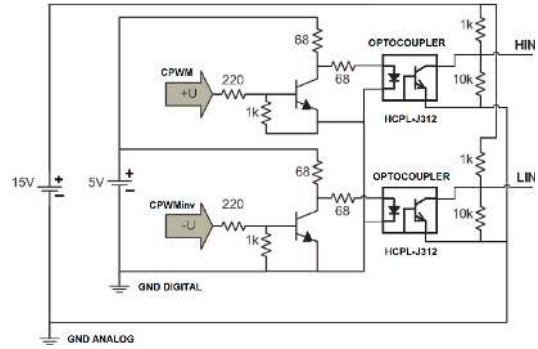 1k
68
OPTOCOUPLER
HIN
CPWM
220
68
10k
+U
1k
HCPL-J312
OPTOCOUPLER
1k
68
15V
5V
CPWMinv
220
LIN
68
10k
-U
1k
HCPL-J312
GND DIGITAL
GND ANALOG